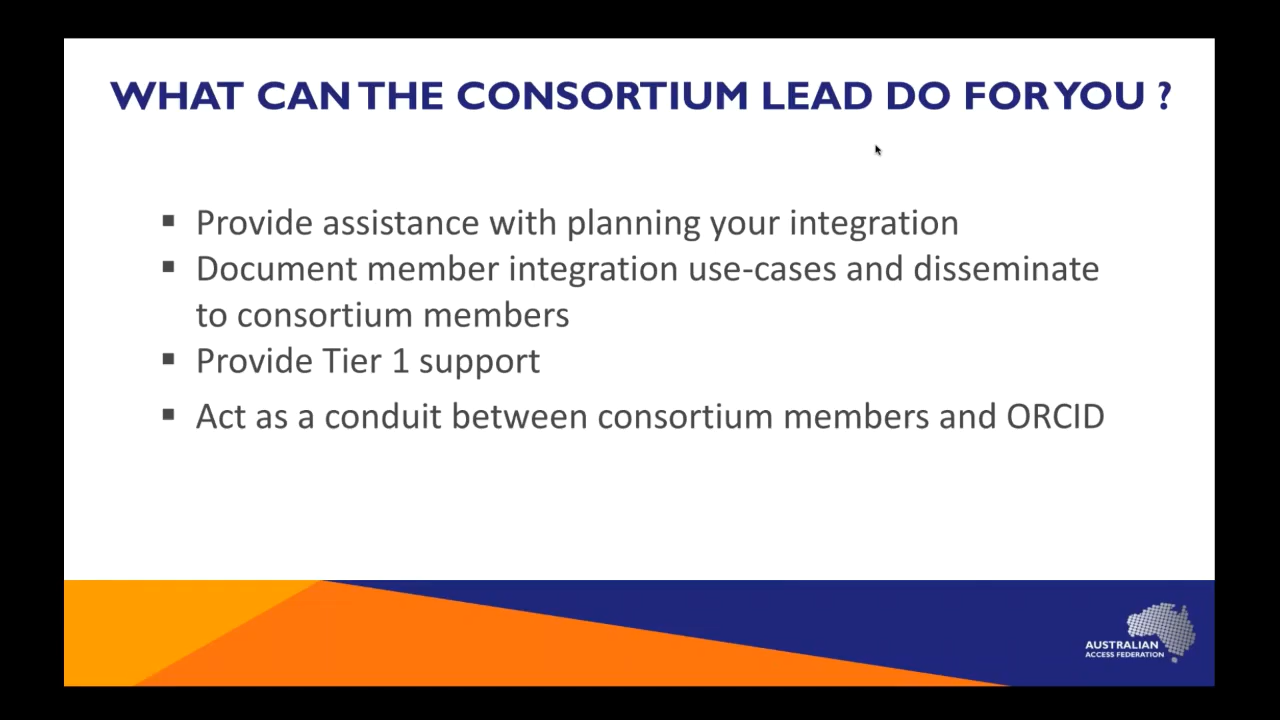 WHAT CAN THE CONSORTIUM LEAD DO FOR YOU ?
▪ Provide assistance with planning your integration
▪ Document member integration use-cases and disseminate
to consortium members
▪ Provide Tier 1 support
▪ Act as a conduit between consortium members and ORCID
AUSTRALIAN
ACCESS FEDERATION